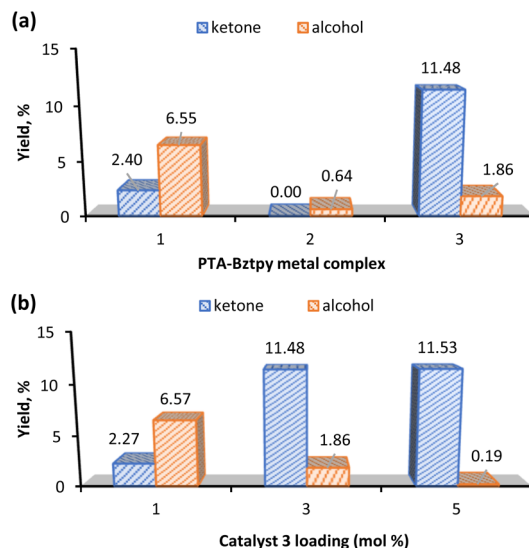 (a)
ketone alcohol
15
11.48
10
6.55
5
2.40
1.86
0.64
0.00
0
Yield, %
1 2 3
PTA-Bztpy metal complex
(b)
ketone alcohol
15
11.48 11.53
10
6.57
5
2.27
1.86
0.19
0
Yield, %
1 3 5
Catalyst 3 loading (mol %)